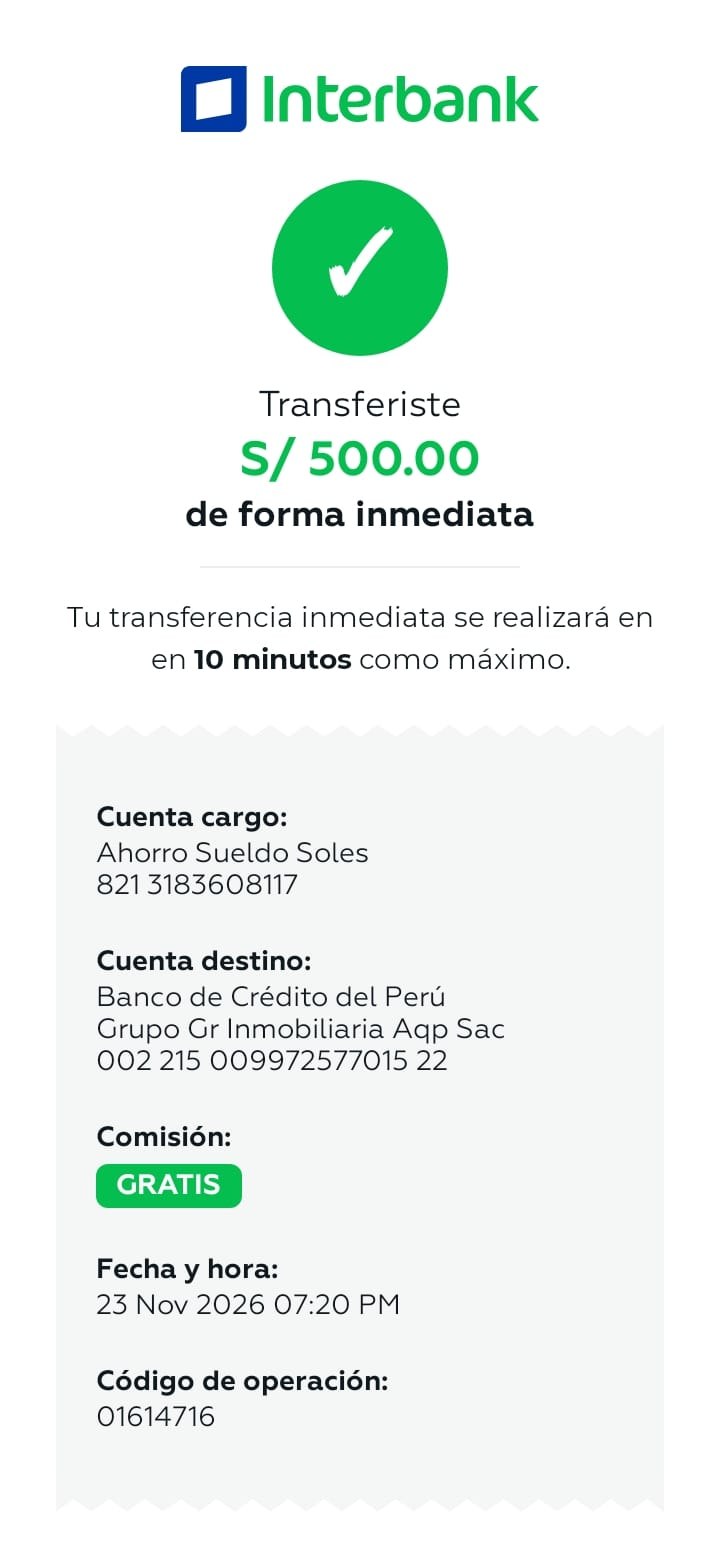 Interbank
Transferiste
S/ 500.00
de forma inmediata
Tu transferencia inmediata se realizará en
en 10 minutos como máximo.
Cuenta cargo:
Ahorro Sueldo Soles
821 3183608117
Cuenta destino:
Banco de Crédito del Perú
Grupo Gr Inmobiliaria Aqp Sac
002 215 009972577015 22
Comisión:
GRATIS
Fecha y hora:
23 Nov 2026 07:20 PM
Código de operación:
01614716